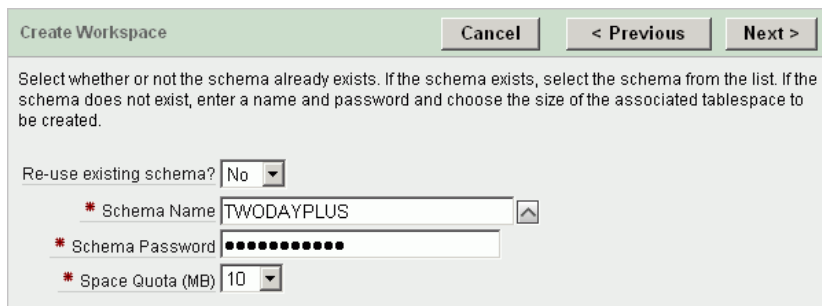 Create Workspace
Cancel
< Previous
Next >
Select whether or not the schema already exists. If the schema exists, select the schema from the list. If the
schema does not exist, enter a name and password and choose the size of the associated tablespace to
be created.
Re-use existing schema? No
* Schema Name TWODAYPLUS
* Schema Password ●●●●●●●●●●●
* Space Quota (MB) 10